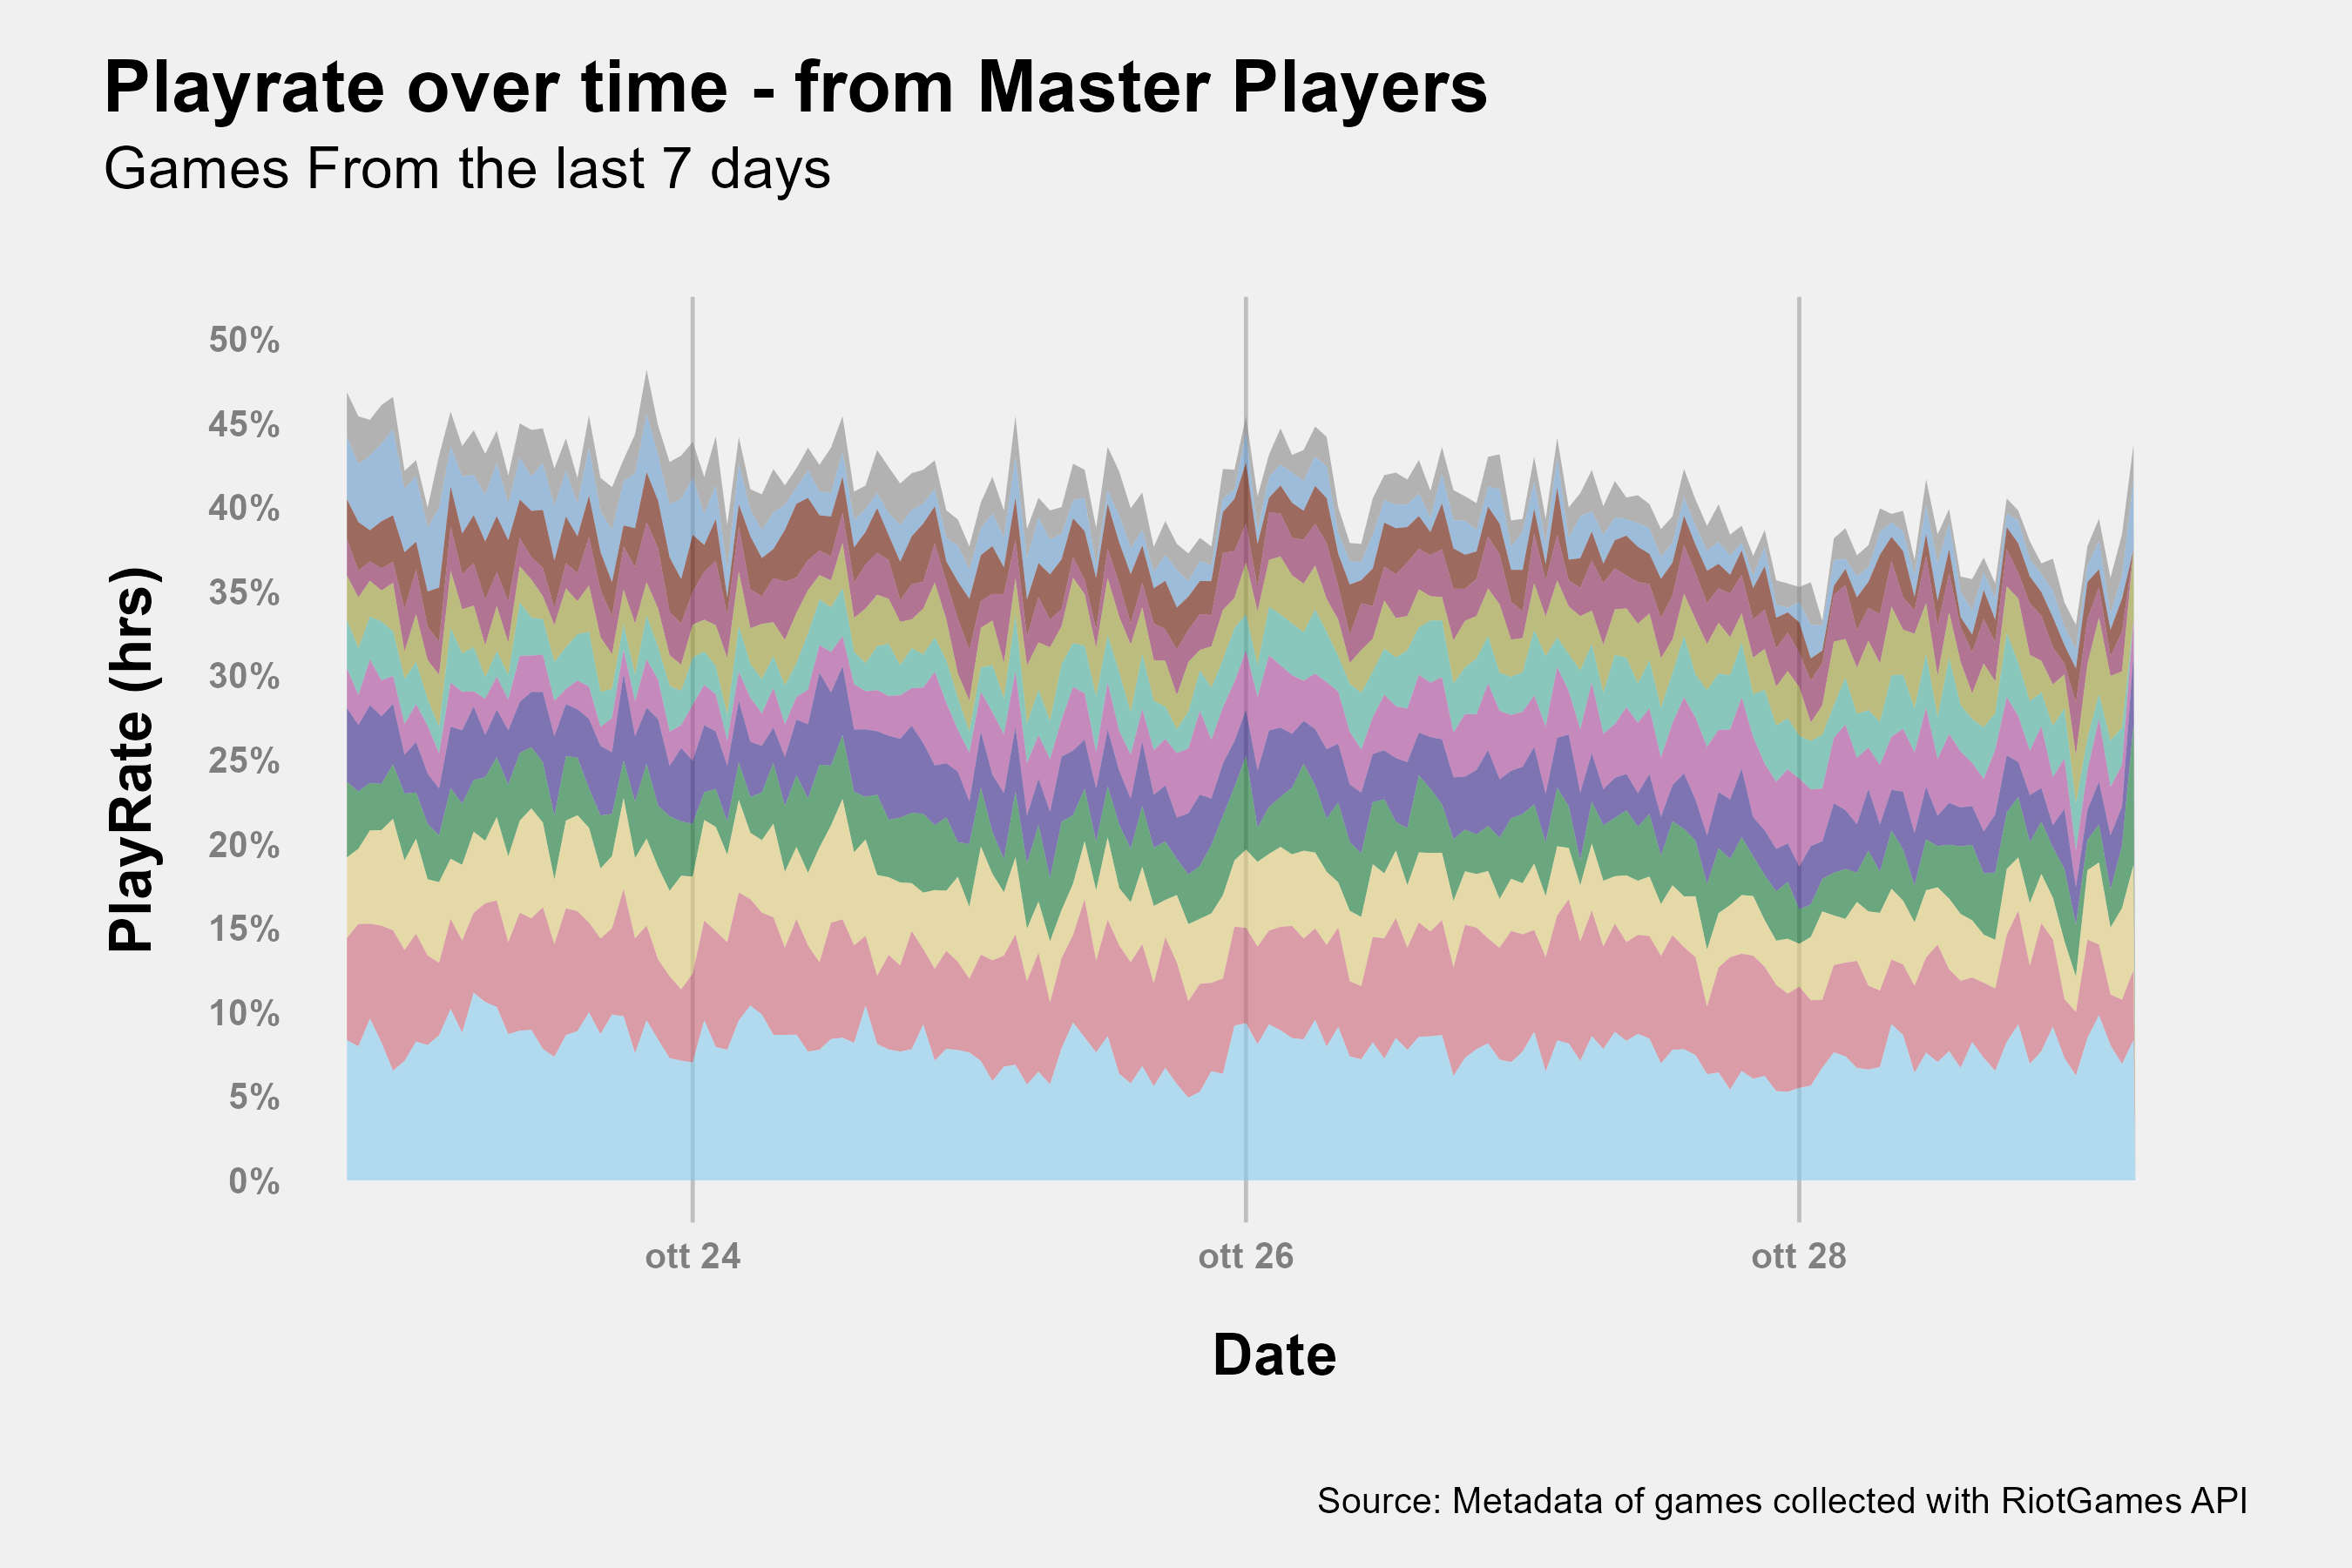 Playrate over time - from Master Players
Games From the last 7 days
50%
45%
40%
35%
30%
25%
20%
15%
10%
5%
0%
PlayRate (hrs)
ott 24
ott 26
ott 28
Date
Source: Metadata of games collected with RiotGames API